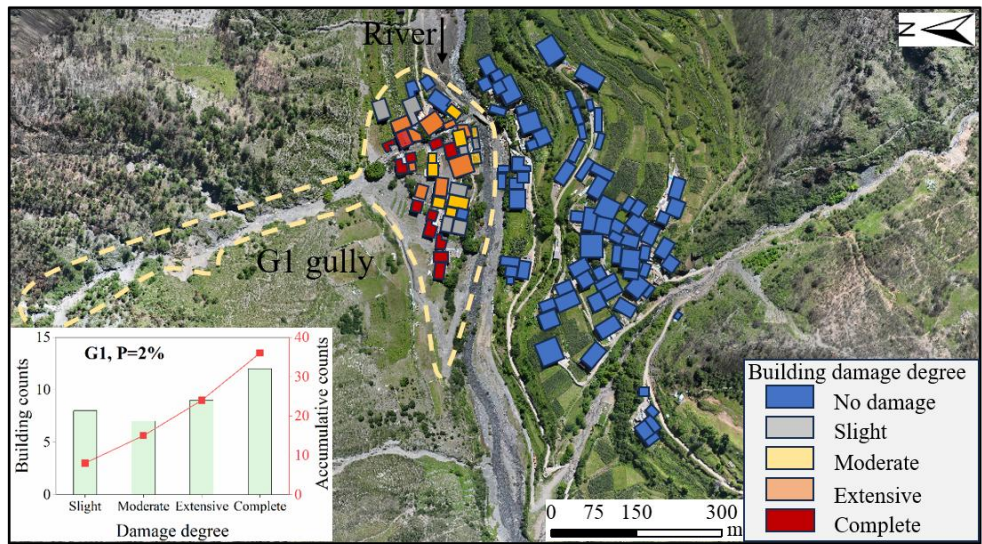 River
N
G1 gully
G1, P=2%
Building counts
15
10
5
0
Accumulative counts
40
30
20
10
0
Slight Moderate Extensive Complete
Damage degree
0 75 150 300
m
Building damage degree
No damage
Slight
Moderate
Extensive
Complete